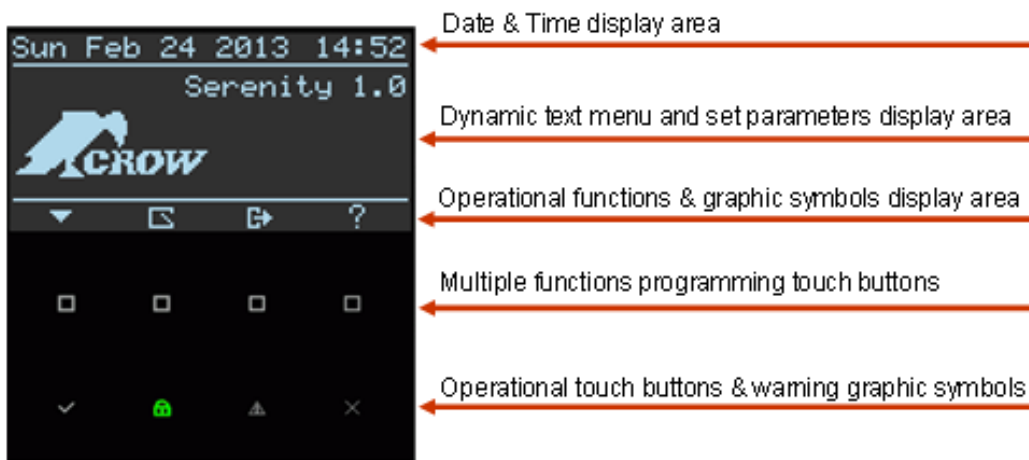 Sun Feb 24 2013 14:52
Serenity 1.0
CROW
?
Date & Time display area
Dynamic text menu and set parameters display area
Operational functions & graphic symbols display area
Multiple functions programming touch buttons
Operational touch buttons & warning graphic symbols